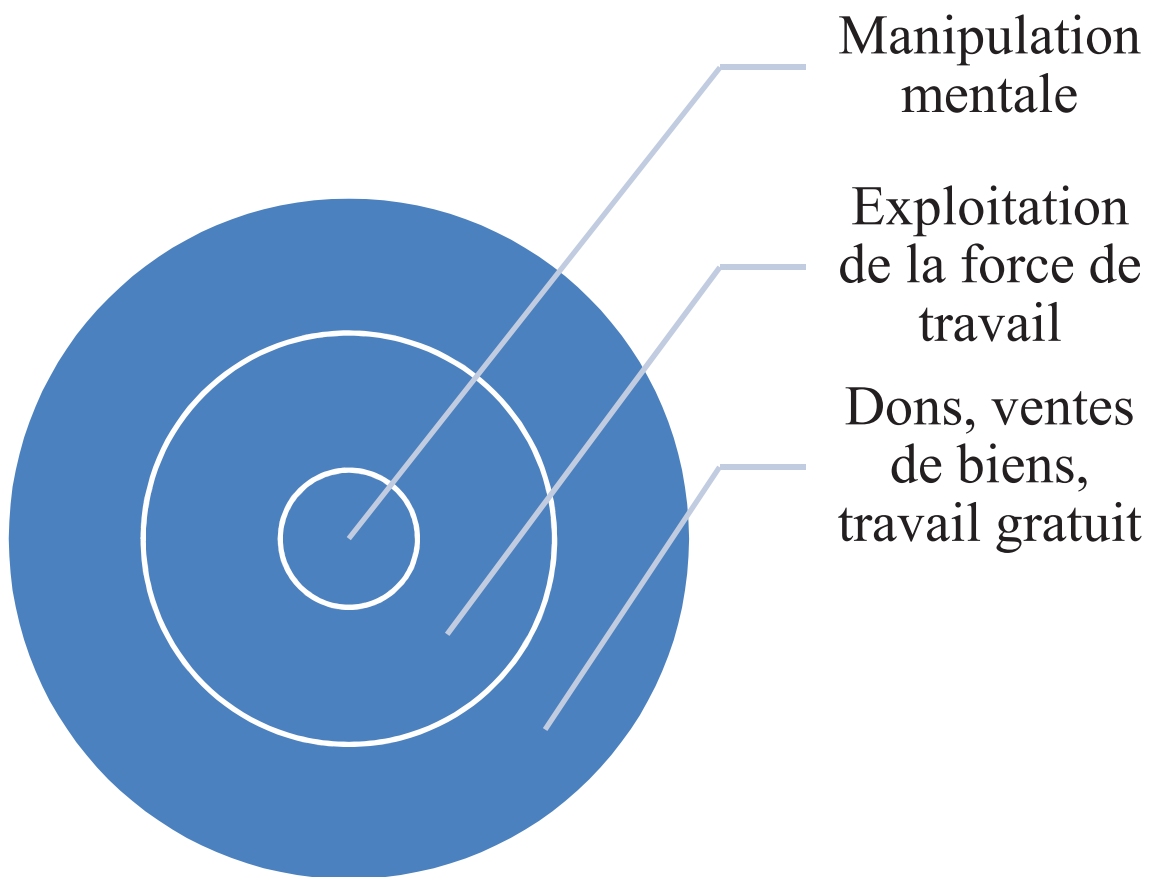 Manipulation
mentale
Exploitation
de la force de
travail
Dons, ventes
de biens,
travail gratuit